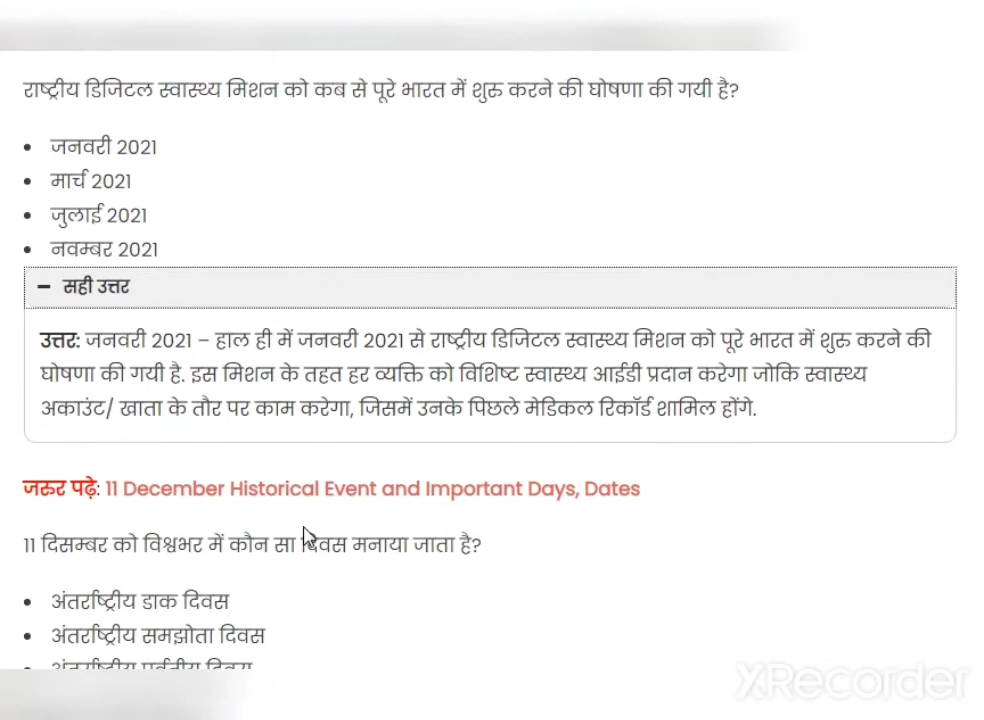 राष्ट्रीय डिजिटल स्वास्थ्य मिशन को कब से पूरे भारत में शुरु करने की घोषणा की गयी है?
जनवरी 2021
मार्च 2021
जुलाई 2021
नवम्बर 2021
सही उत्तर
उत्तर: जनवरी 2021 – हाल ही में जनवरी 2021 से राष्ट्रीय डिजिटल स्वास्थ्य मिशन को पूरे भारत में शुरु करने की
घोषणा की गयी है. इस मिशन के तहत हर व्यक्ति को विशिष्ट स्वास्थ्य आईडी प्रदान करेगा जोकि स्वास्थ्य
अकाउंट/ खाता के तौर पर काम करेगा, जिसमें उनके पिछले मेडिकल रिकॉर्ड शामिल होंगे.
जरुर पढ़े: 11 December Historical Event and Important Days, Dates
11 दिसम्बर को विश्वभर में कौन सा दिवस मनाया जाता है?
अंतर्राष्ट्रीय डाक दिवस
अंतर्राष्ट्रीय समझोता दिवस
XRecorder